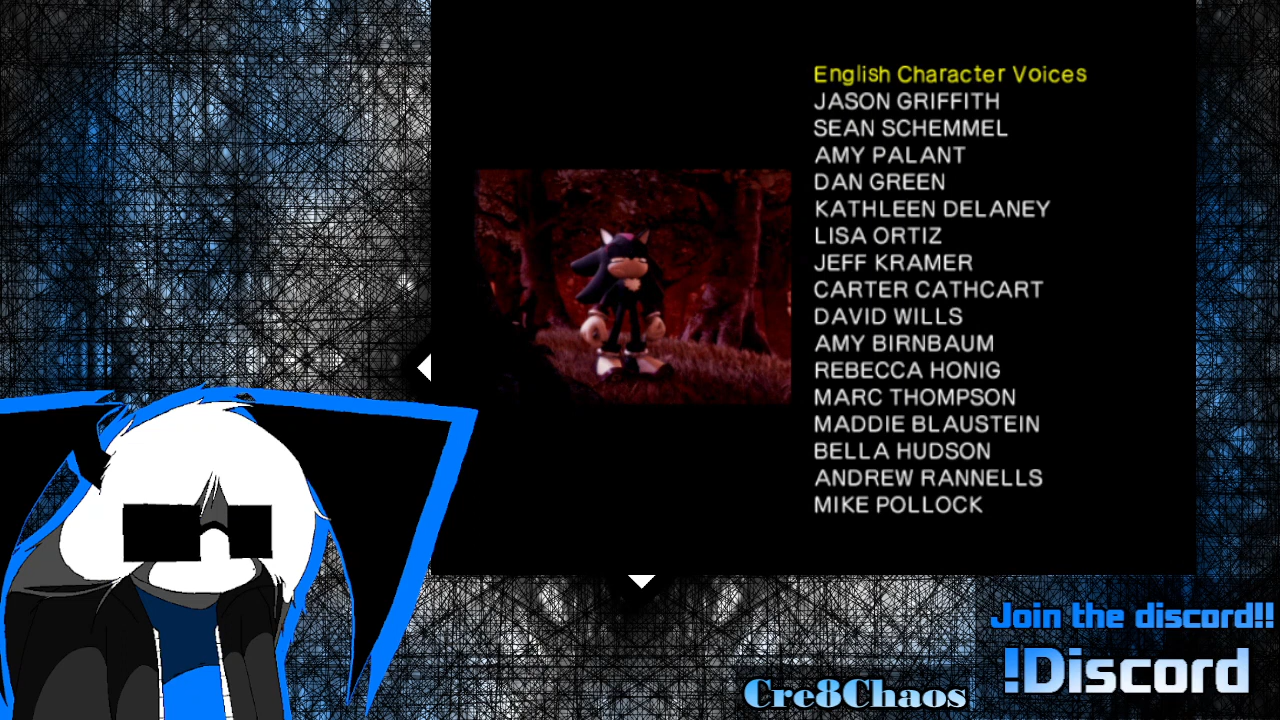 English Character Voices
JASON GRIFFITH
SEAN SCHEMMEL
AMY PALANT
DAN GREEN
KATHLEEN DELANEY
LISA ORTIZ
JEFF KRAMER
CARTER CATHCART
DAVID WILLS
AMY BIRNBAUM
REBECCA HONIG
MARC THOMPSON
MADDIE BLAUSTEIN
BELLA HUDSON
ANDREW RANNELLS
MIKE POLLOCK
Join the discord!!
!Discord
Cre8Chaos